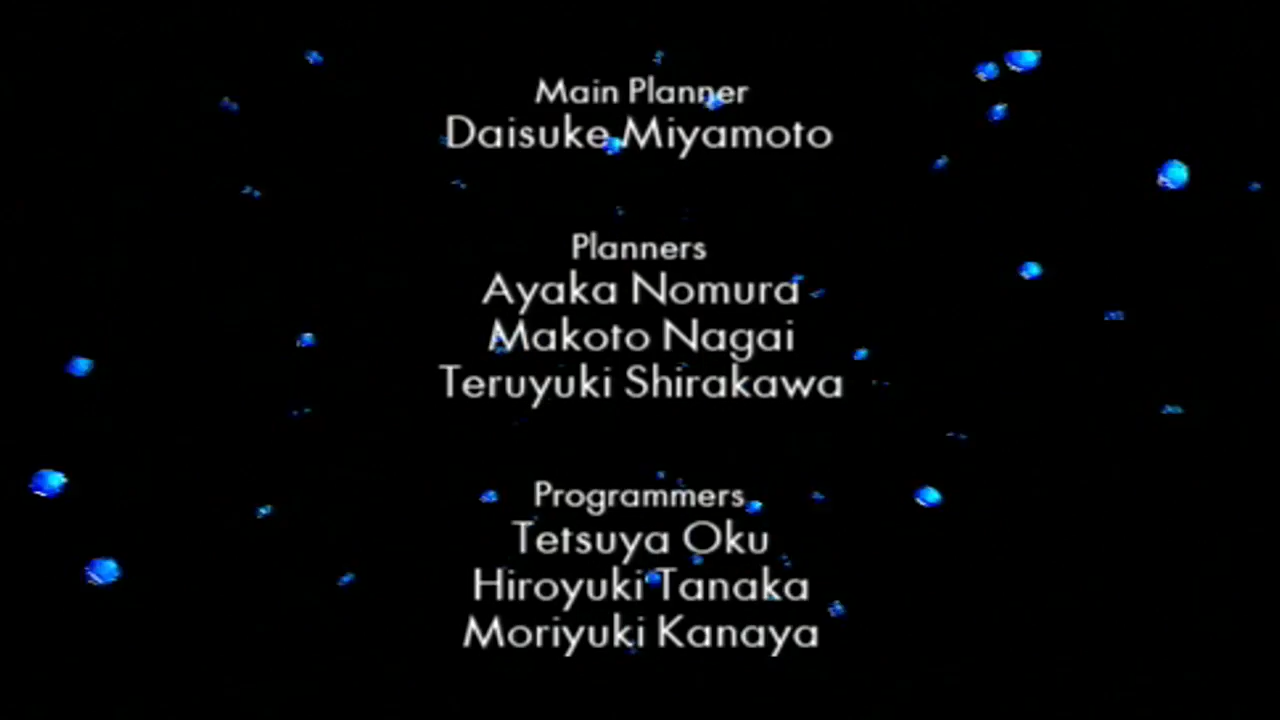 Main Planner
Daisuke Miyamoto
Planners
Ayaka Nomura
Makoto Nagai
Teruyuki Shirakawa
Programmers
Tetsuya Oku
Hiroyuki Tanaka
Moriyuki Kanaya